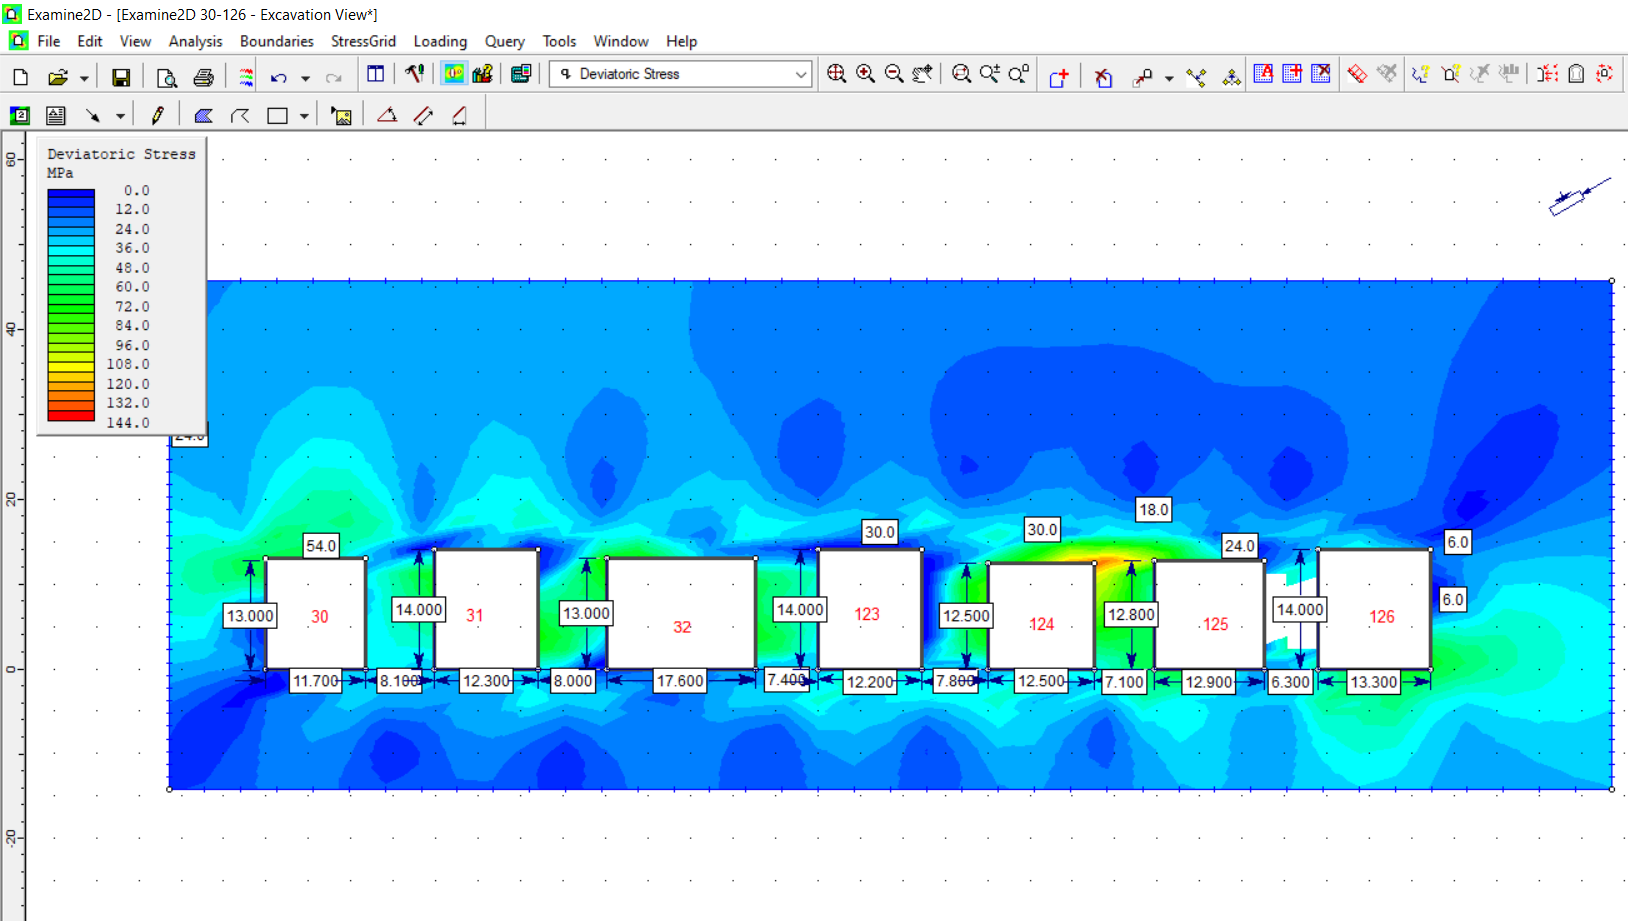 Examine2D - [Examine2D 30-126 - Excavation View*]
File Edit View Analysis Boundaries StressGrid Loading Query Tools Window Help
Deviatoric Stress
Deviatoric Stress
MPa
0.0
12.0
24.0
36.0
48.0
60.0
72.0
84.0
96.0
108.0
120.0
132.0
144.0
60
40
20
0
-20
24.0
18.0
54.0 30.0 30.0 24.0 6.0
6.0
13.000 14.000 13.000 14.000 12.500 12.800 14.000
30 31 32 123 124 125 126
11.700 8.100 12.300 8.000 17.600 7.400 12.200 7.800 12.500 7.100 12.900 6.300 13.300